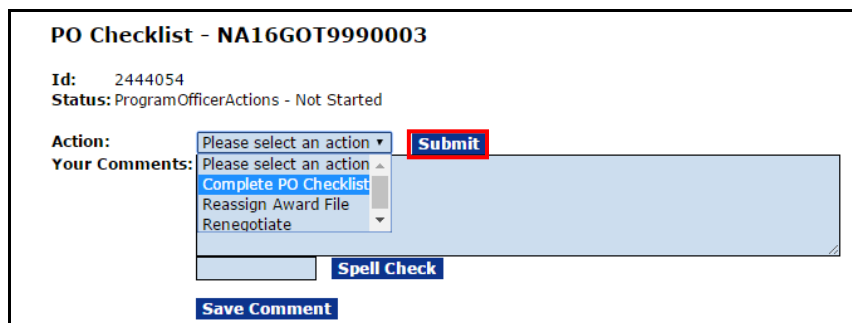 PO Checklist - NA16GOT9990003
Id: 2444054
Status: ProgramOfficerActions - Not Started
Action: Please select an action Submit
Your Comments: Please select an action
Complete PO Checklist
Reassign Award File
Renegotiate
Spell Check
Save Comment